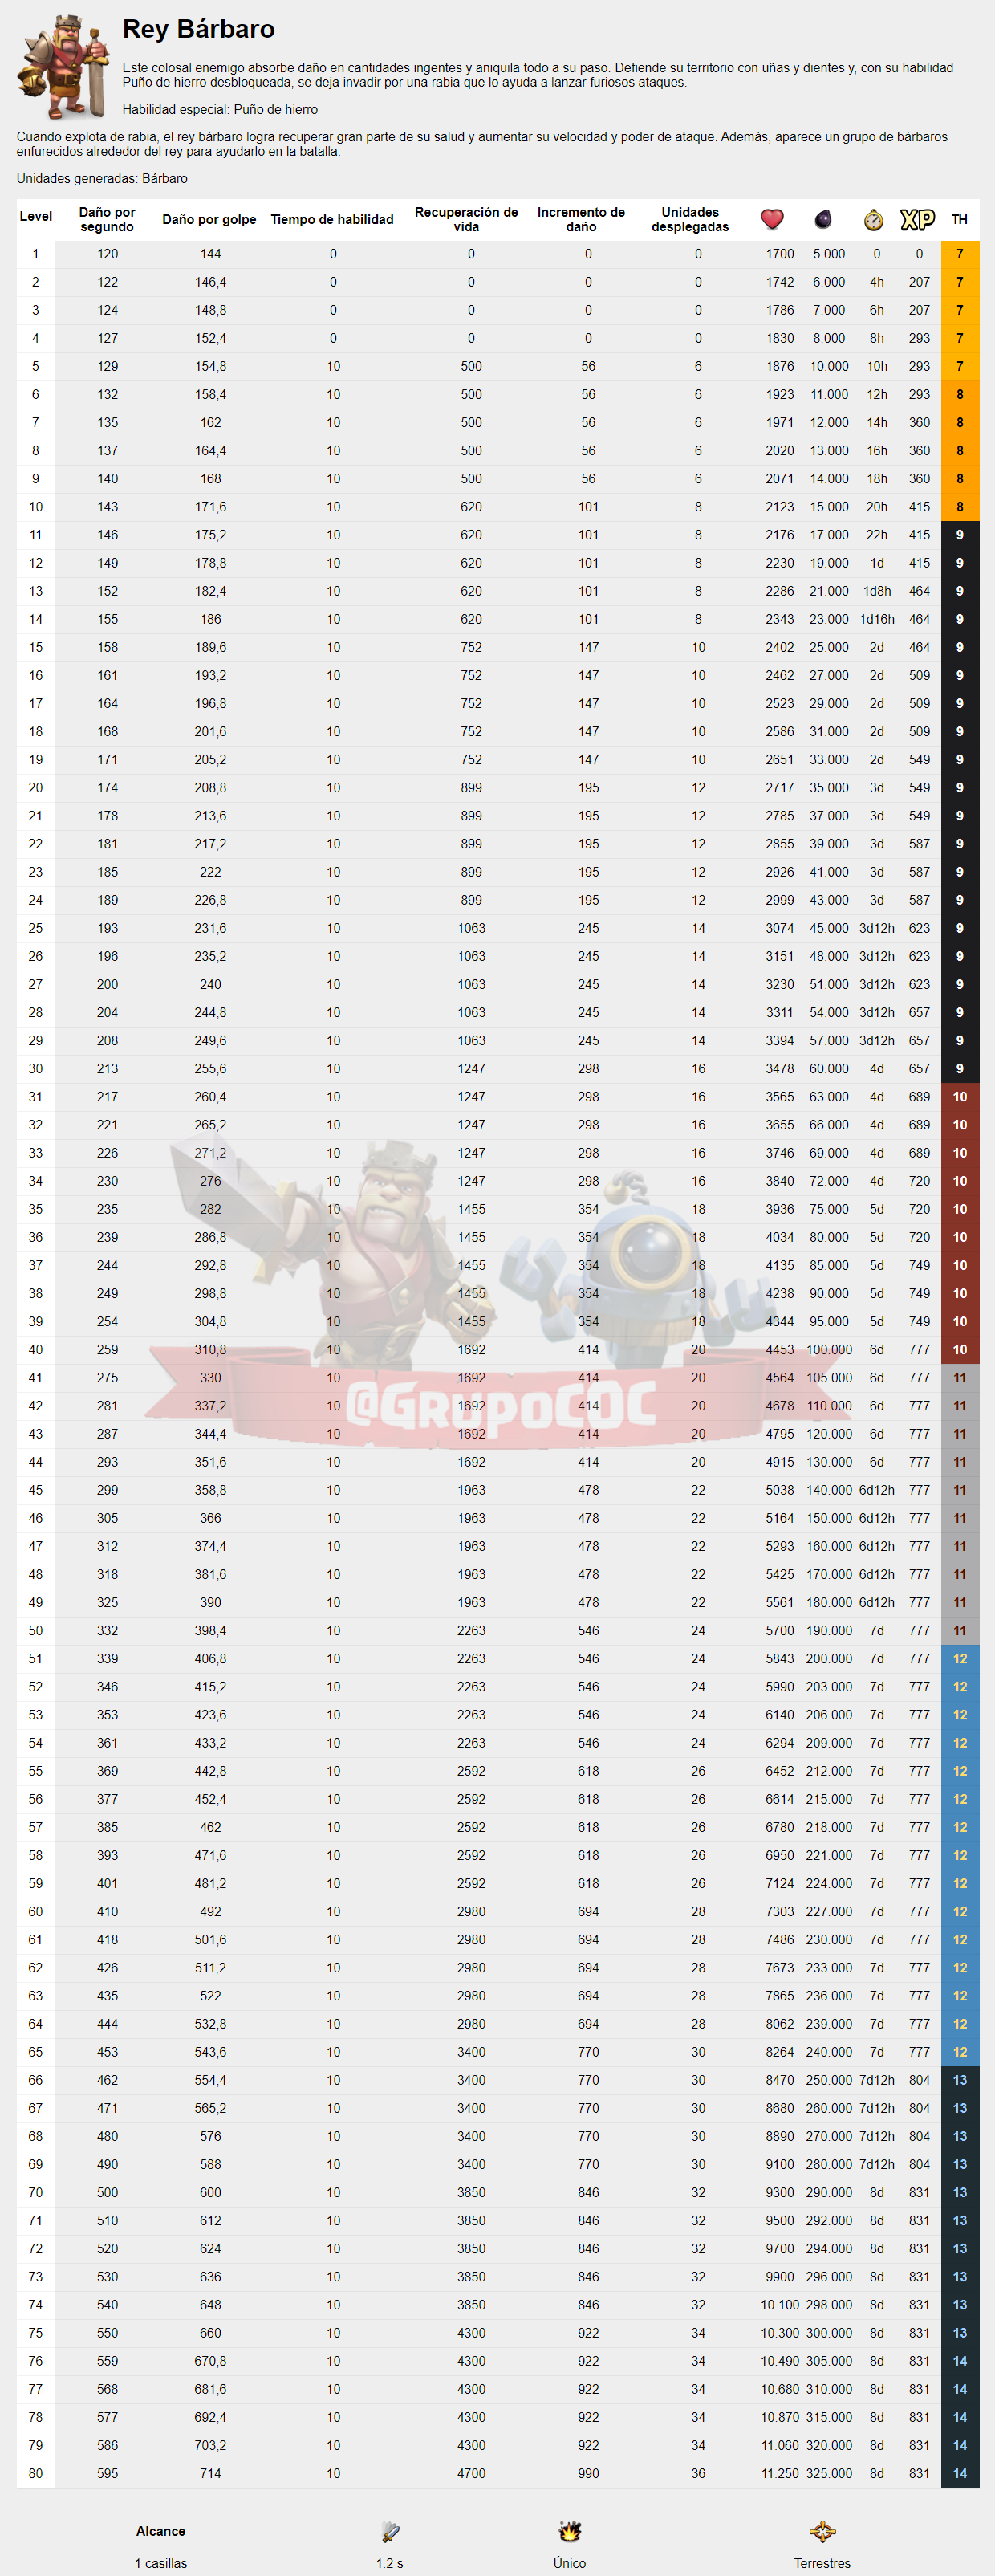 Rey Bárbaro
Este colosal enemigo absorbe daño en cantidades ingentes y aniquila todo a su paso. Defiende su territorio con uñas y dientes y, con su habilidad
Puño de hierro desbloqueada, se deja invadir por una rabia que lo ayuda a lanzar furiosos ataques.
Habilidad especial: Puño de hierro
Cuando explota de rabia, el rey bárbaro logra recuperar gran parte de su salud y aumentar su velocidad y poder de ataque. Además, aparece un grupo de bárbaros
enfurecidos alrededor del rey para ayudarlo en la batalla.
Unidades generadas: Bárbaro
Level Daño por segundo Daño por golpe Tiempo de habilidad Recuperación de vida Incremento de daño Unidades desplegadas XP TH
1 120 144 0 0 0 0 1700 5.000 0 0 7
2 122 146,4 0 0 0 0 1742 6.000 4h 207 7
3 124 148,8 0 0 0 0 1786 7.000 6h 207 7
4 127 152,4 0 0 0 0 1830 8.000 8h 293 7
5 129 154,8 10 500 56 6 1876 10.000 10h 293 7
6 132 158,4 10 500 56 6 1923 11.000 12h 293 8
7 135 162 10 500 56 6 1971 12.000 14h 360 8
8 137 164,4 10 500 56 6 2020 13.000 16h 360 8
9 140 168 10 500 56 6 2071 14.000 18h 360 8
10 143 171,6 10 620 101 8 2123 15.000 20h 415 8
11 146 175,2 10 620 101 8 2176 17.000 22h 415 9
12 149 178,8 10 620 101 8 2230 19.000 1d 415 9
13 152 182,4 10 620 101 8 2286 21.000 1d8h 464 9
14 155 186 10 620 101 8 2343 23.000 1d16h 464 9
15 158 189,6 10 752 147 10 2402 25.000 2d 464 9
16 161 193,2 10 752 147 10 2462 27.000 2d 509 9
17 164 196,8 10 752 147 10 2523 29.000 2d 509 9
18 168 201,6 10 752 147 10 2586 31.000 2d 509 9
19 171 205,2 10 752 147 10 2651 33.000 2d 549 9
20 174 208,8 10 899 195 12 2717 35.000 3d 549 9
21 178 213,6 10 899 195 12 2785 37.000 3d 549 9
22 181 217,2 10 899 195 12 2855 39.000 3d 587 9
23 185 222 10 899 195 12 2926 41.000 3d 587 9
24 189 226,8 10 899 195 12 2999 43.000 3d 587 9
25 193 231,6 10 1063 245 14 3074 45.000 3d12h 623 9
26 196 235,2 10 1063 245 14 3151 48.000 3d12h 623 9
27 200 240 10 1063 245 14 3230 51.000 3d12h 623 9
28 204 244,8 10 1063 245 14 3311 54.000 3d12h 657 9
29 208 249,6 10 1063 245 14 3394 57.000 3d12h 657 9
30 213 255,6 10 1247 298 16 3478 60.000 4d 657 9
31 217 260,4 10 1247 298 16 3565 63.000 4d 689 10
32 221 265,2 10 1247 298 16 3655 66.000 4d 689 10
33 226 271,2 10 1247 298 16 3746 69.000 4d 689 10
34 230 276 10 1247 298 16 3840 72.000 4d 720 10
35 235 282 10 1455 354 18 3936 75.000 5d 720 10
36 239 286,8 10 1455 354 18 4034 80.000 5d 720 10
37 244 292,8 10 1455 354 18 4135 85.000 5d 749 10
38 249 298,8 10 1455 354 18 4238 90.000 5d 749 10
39 254 304,8 10 1455 354 18 4344 95.000 5d 749 10
40 259 310,8 10 1692 414 20 4453 100.000 6d 777 10
41 275 330 10 1692 414 20 4564 105.000 6d 777 11
42 281 337,2 10 1692 414 20 4678 110.000 6d 777 11
@GRUPOCOC
43 287 344,4 10 1692 414 20 4795 120.000 6d 777 11
44 293 351,6 10 1692 414 20 4915 130.000 6d 777 11
45 299 358,8 10 1963 478 22 5038 140.000 6d12h 777 11
46 305 366 10 1963 478 22 5164 150.000 6d12h 777 11
47 312 374,4 10 1963 478 22 5293 160.000 6d12h 777 11
48 318 381,6 10 1963 478 22 5425 170.000 6d12h 777 11
49 325 390 10 1963 478 22 5561 180.000 6d12h 777 11
50 332 398,4 10 2263 546 24 5700 190.000 7d 777 11
51 339 406,8 10 2263 546 24 5843 200.000 7d 777 12
52 346 415,2 10 2263 546 24 5990 203.000 7d 777 12
53 353 423,6 10 2263 546 24 6140 206.000 7d 777 12
54 361 433,2 10 2263 546 24 6294 209.000 7d 777 12
55 369 442,8 10 2592 618 26 6452 212.000 7d 777 12
56 377 452,4 10 2592 618 26 6614 215.000 7d 777 12
57 385 462 10 2592 618 26 6780 218.000 7d 777 12
58 393 471,6 10 2592 618 26 6950 221.000 7d 777 12
59 401 481,2 10 2592 618 26 7124 224.000 7d 777 12
60 410 492 10 2980 694 28 7303 227.000 7d 777 12
61 418 501,6 10 2980 694 28 7486 230.000 7d 777 12
62 426 511,2 10 2980 694 28 7673 233.000 7d 777 12
63 435 522 10 2980 694 28 7865 236.000 7d 777 12
64 444 532,8 10 2980 694 28 8062 239.000 7d 777 12
65 453 543,6 10 3400 770 30 8264 240.000 7d 777 12
66 462 554,4 10 3400 770 30 8470 250.000 7d12h 804 13
67 471 565,2 10 3400 770 30 8680 260.000 7d12h 804 13
68 480 576 10 3400 770 30 8890 270.000 7d12h 804 13
69 490 588 10 3400 770 30 9100 280.000 7d12h 804 13
70 500 600 10 3850 846 32 9300 290.000 8d 831 13
71 510 612 10 3850 846 32 9500 292.000 8d 831 13
72 520 624 10 3850 846 32 9700 294.000 8d 831 13
73 530 636 10 3850 846 32 9900 296.000 8d 831 13
74 540 648 10 3850 846 32 10.100 298.000 8d 831 13
75 550 660 10 4300 922 34 10.300 300.000 8d 831 13
76 559 670,8 10 4300 922 34 10.490 305.000 8d 831 14
77 568 681,6 10 4300 922 34 10.680 310.000 8d 831 14
78 577 692,4 10 4300 922 34 10.870 315.000 8d 831 14
79 586 703,2 10 4300 922 34 11.060 320.000 8d 831 14
80 595 714 10 4700 990 36 11.250 325.000 8d 831 14
Alcance
1 casillas 1.2 s Único Terrestres